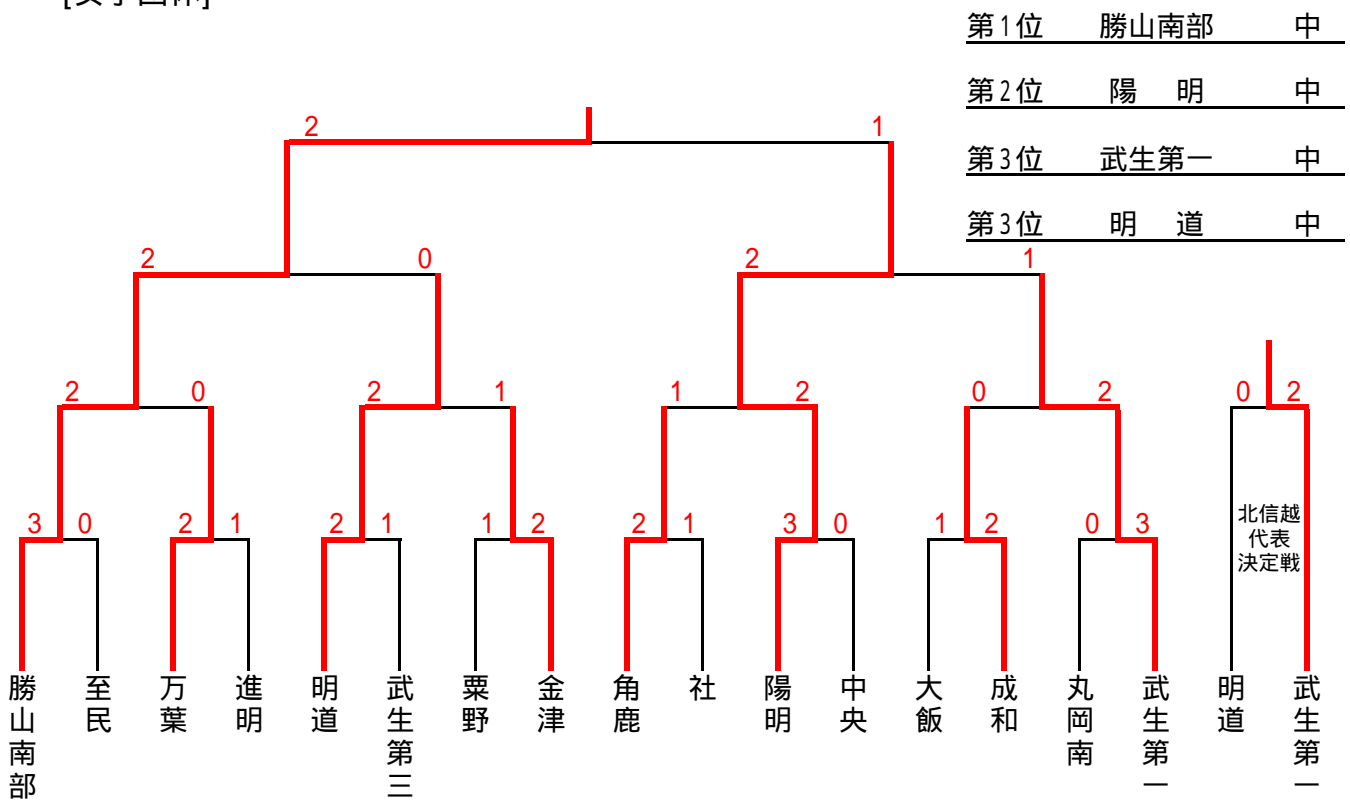 第1位 勝山南部 中
第2位 陽 明 中
第3位 武生第一 中
第3位 明 道 中
2 1
2 0 2 1
2 0 2 1 1 2 0 2 0 2
3 0 2 1 2 1 1 2 2 1 3 0 1 2 0 3
北信越
代表
決定戦
勝山南部
至民
万葉
進明
明道
武生第三
粟野
金津
角鹿
社
陽明
中央
大飯
成和
丸岡南
武生第一
明道
武生第一